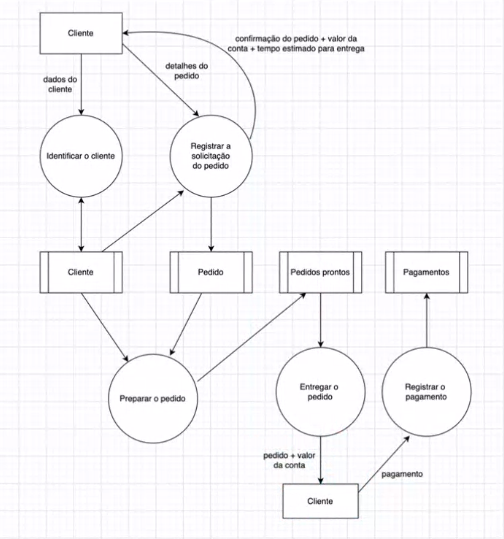 Cliente
confirmação do pedido + valor da
conta + tempo estimado para entrega
detalhes do
pedido
dados do
cliente
Identificar o cliente
Registrar a
solicitação
do pedido
Cliente
Pedido
Pedidos prontos
Pagamentos
Preparar o pedido
Entregar o
pedido
Registrar o
pagamento
pedido + valor
da conta
pagamento
Cliente